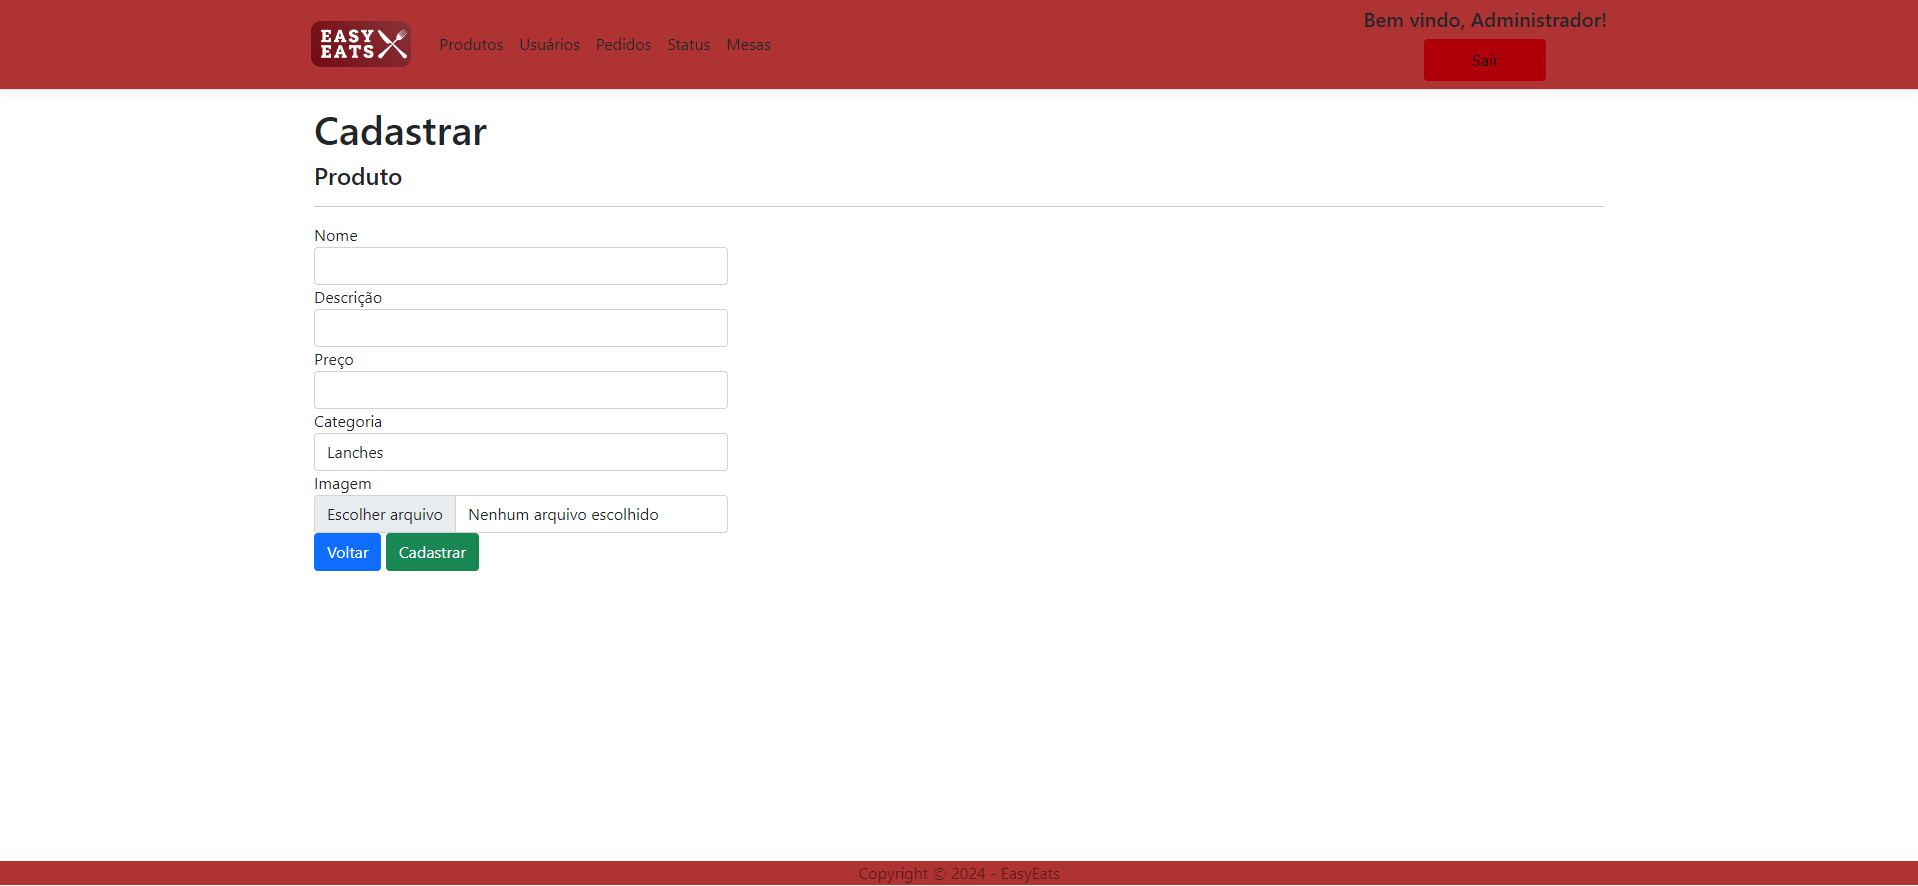 EASY
EATS
Produtos Usuários Pedidos Status Mesas
Bem vindo, Administrador!
Sair
Cadastrar
Produto
Nome
Descrição
Preço
Categoria
Lanches
Imagem
Escolher arquivo Nenhum arquivo escolhido
Voltar Cadastrar
Copyright © 2024 - EasyEats